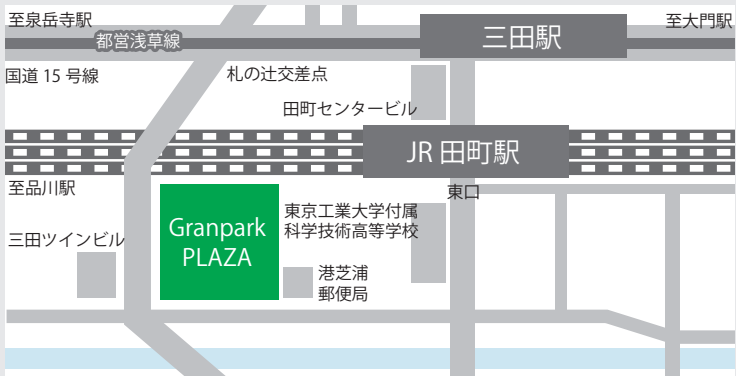 至泉岳寺駅
都営浅草線
三田駅
至大門駅
国道 15 号線
札の辻交差点
田町センタービル
JR 田町駅
至品川駅
東口
Granpark
PLAZA
東京工業大学付属
科学技術高等学校
三田ツインビル
港芝浦
郵便局